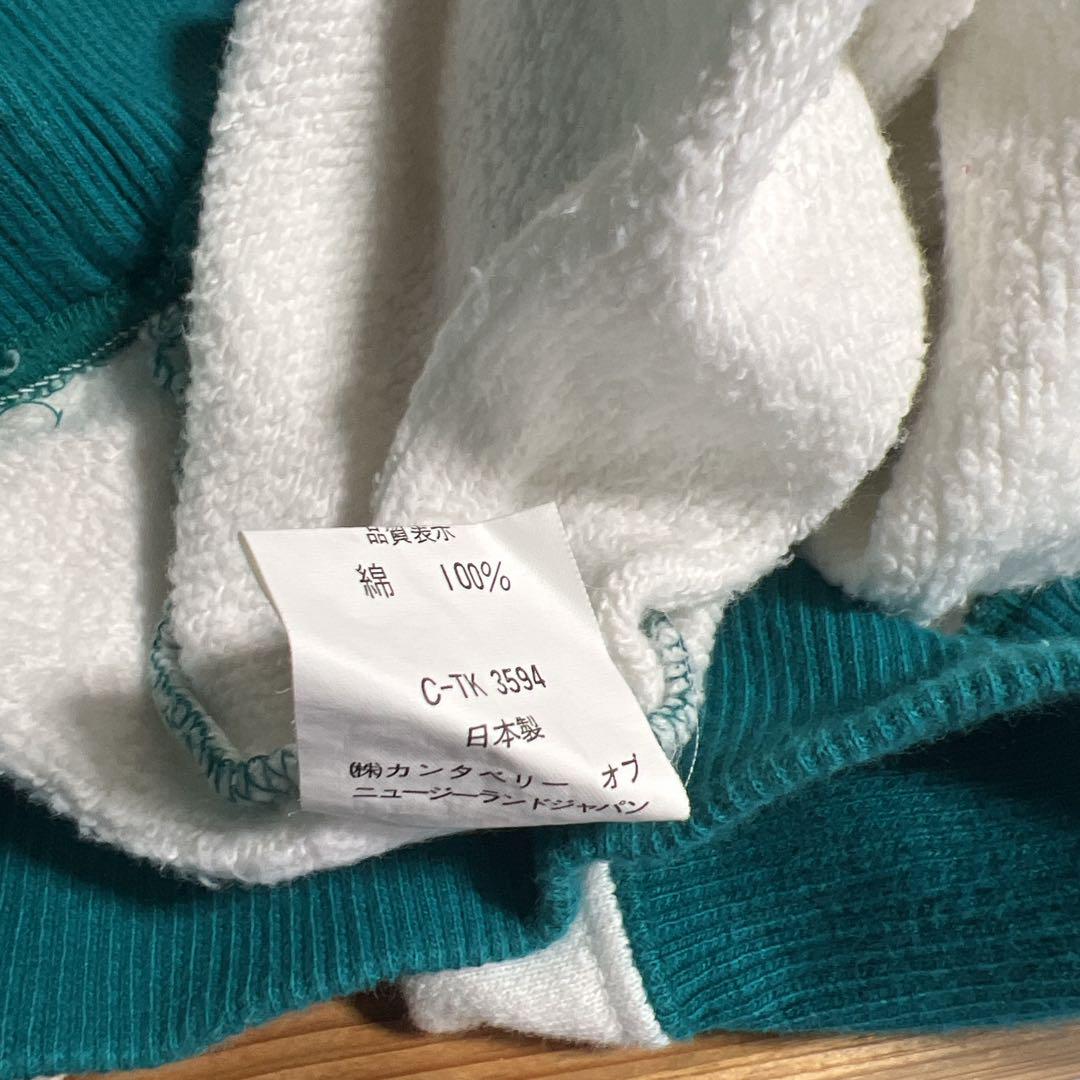 品質表示
綿 100%
C-TK 3594
日本製
(株)カンタベリー オブ
ニュージーランドジャパン